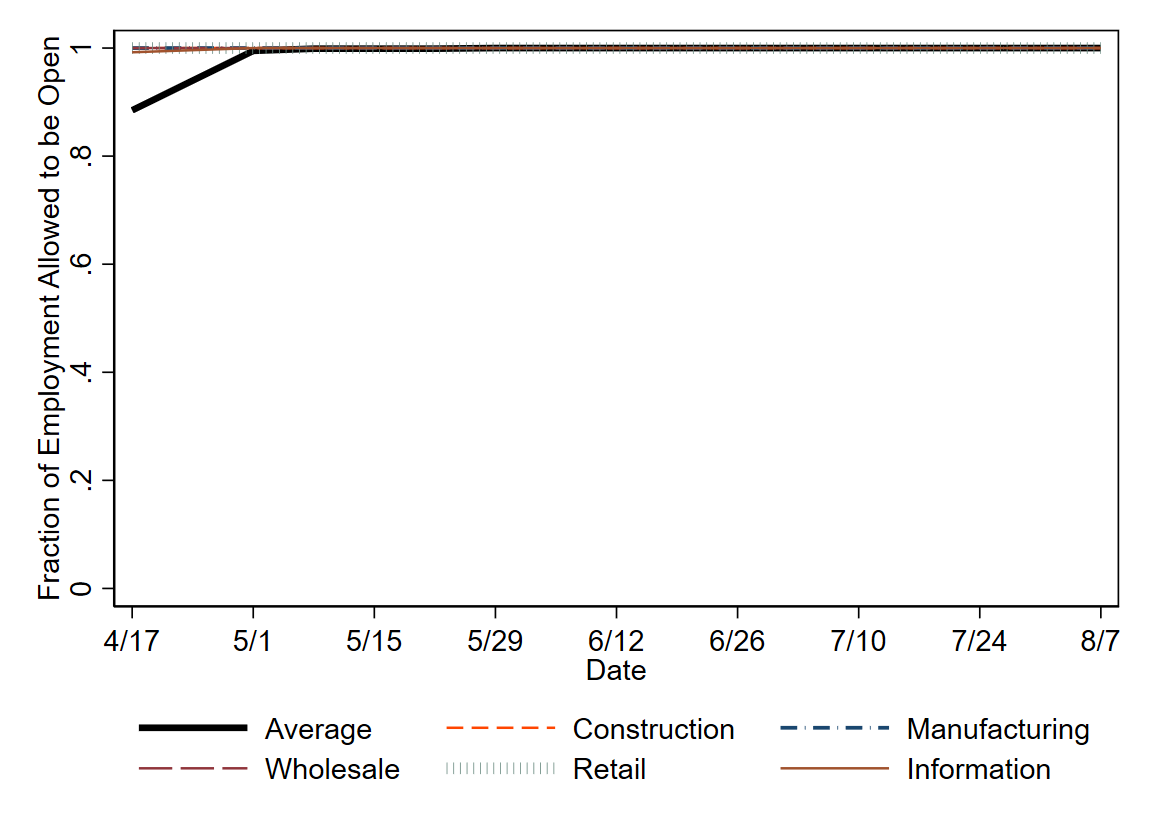 Fraction of Employment Allowed to be Open
1
.8
.6
.4
.2
0
4/17 5/1 5/15 5/29 6/12 6/26 7/10 7/24 8/7
Date
Average Construction Manufacturing
Wholesale Retail Information